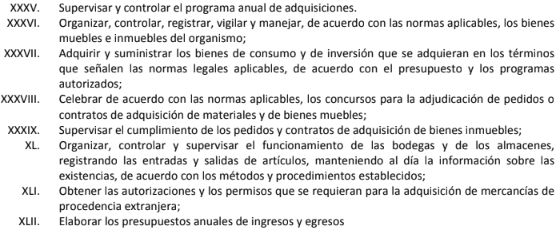 XXXV. Supervisar y controlar el programa anual de adquisiciones.
XXXVI. Organizar, controlar, registrar, vigilar y manejar, de acuerdo con las normas aplicables, los bienes
muebles e inmuebles del organismo;
XXXVII. Adquirir y suministrar los bienes de consumo y de inversión que se adquieran en los términos
que señalen las normas legales aplicables, de acuerdo con el presupuesto y los programas
autorizados;
XXXVIII. Celebrar de acuerdo con las normas aplicables, los concursos para la adjudicación de pedidos o
contratos de adquisición de materiales y de bienes muebles;
XXXIX. Supervisar el cumplimiento de los pedidos y contratos de adquisición de bienes inmuebles;
XL. Organizar, controlar y supervisar el funcionamiento de las bodegas y de los almacenes,
registrando las entradas y salidas de artículos, manteniendo al día la información sobre las
existencias, de acuerdo con los métodos y procedimientos establecidos;
XLI. Obtener las autorizaciones y los permisos que se requieran para la adquisición de mercancías de
procedencia extranjera;
XLII. Elaborar los presupuestos anuales de ingresos y egresos